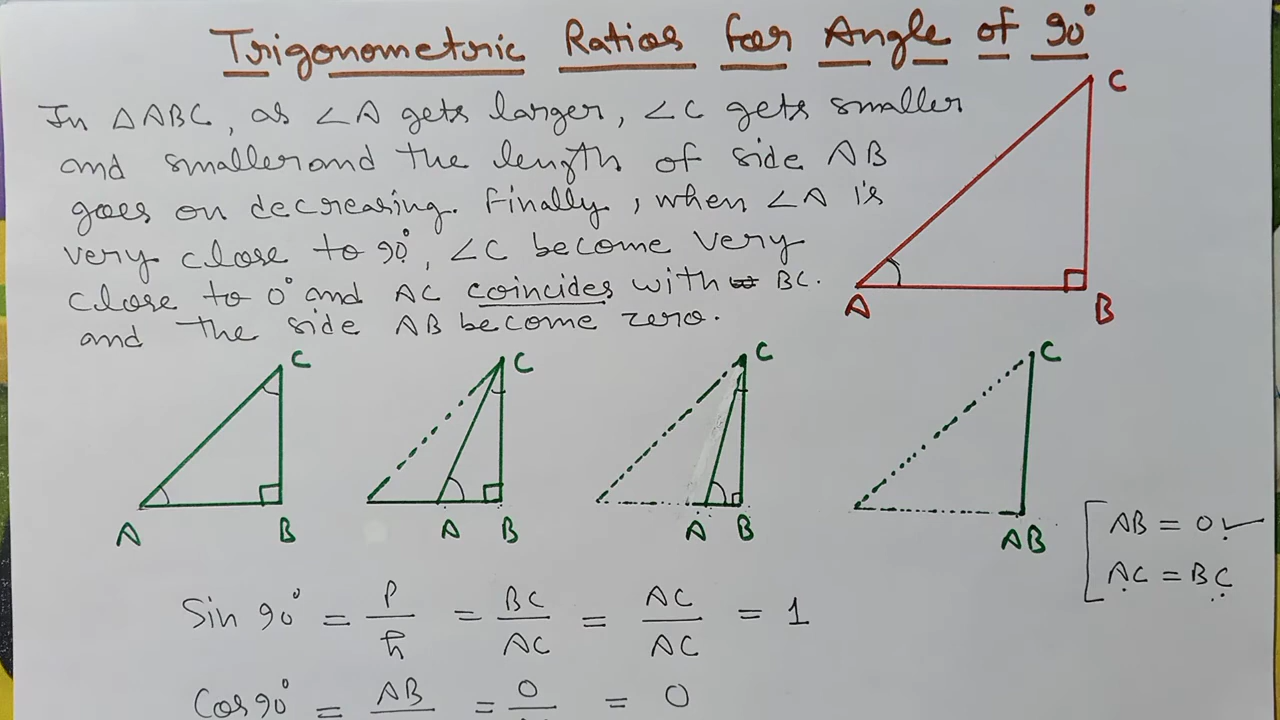 Trigonometric Ratios for Angle of 90°
In △ABC, as ∠A gets larger, ∠C gets smaller
and smaller and the length of side AB
goes on decreasing. Finally, when ∠A is
very close to 90°, ∠C become very
close to 0° and AC coincides with BC.
and the side AB become zero.
C
A
B
C
A
B
C
A
B
C
A
B
C
AB
AB = 0 ✓
AC = BC
Sin 90° = P/h = BC/AC = AC/AC = 1
Cos 90° = AB = 0 = 0